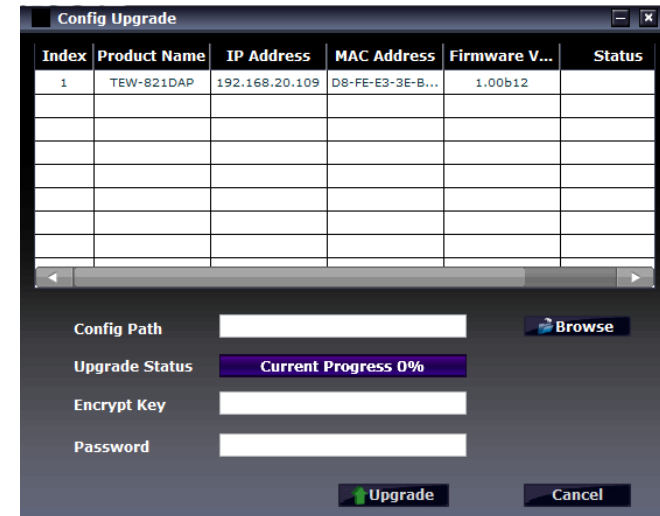 Config Upgrade
Index Product Name IP Address MAC Address Firmware V... Status
1 TEW-821DAP 192.168.20.109 D8-FE-E3-3E-B... 1.00b12
Config Path Browse
Upgrade Status Current Progress 0%
Encrypt Key
Password
Upgrade Cancel